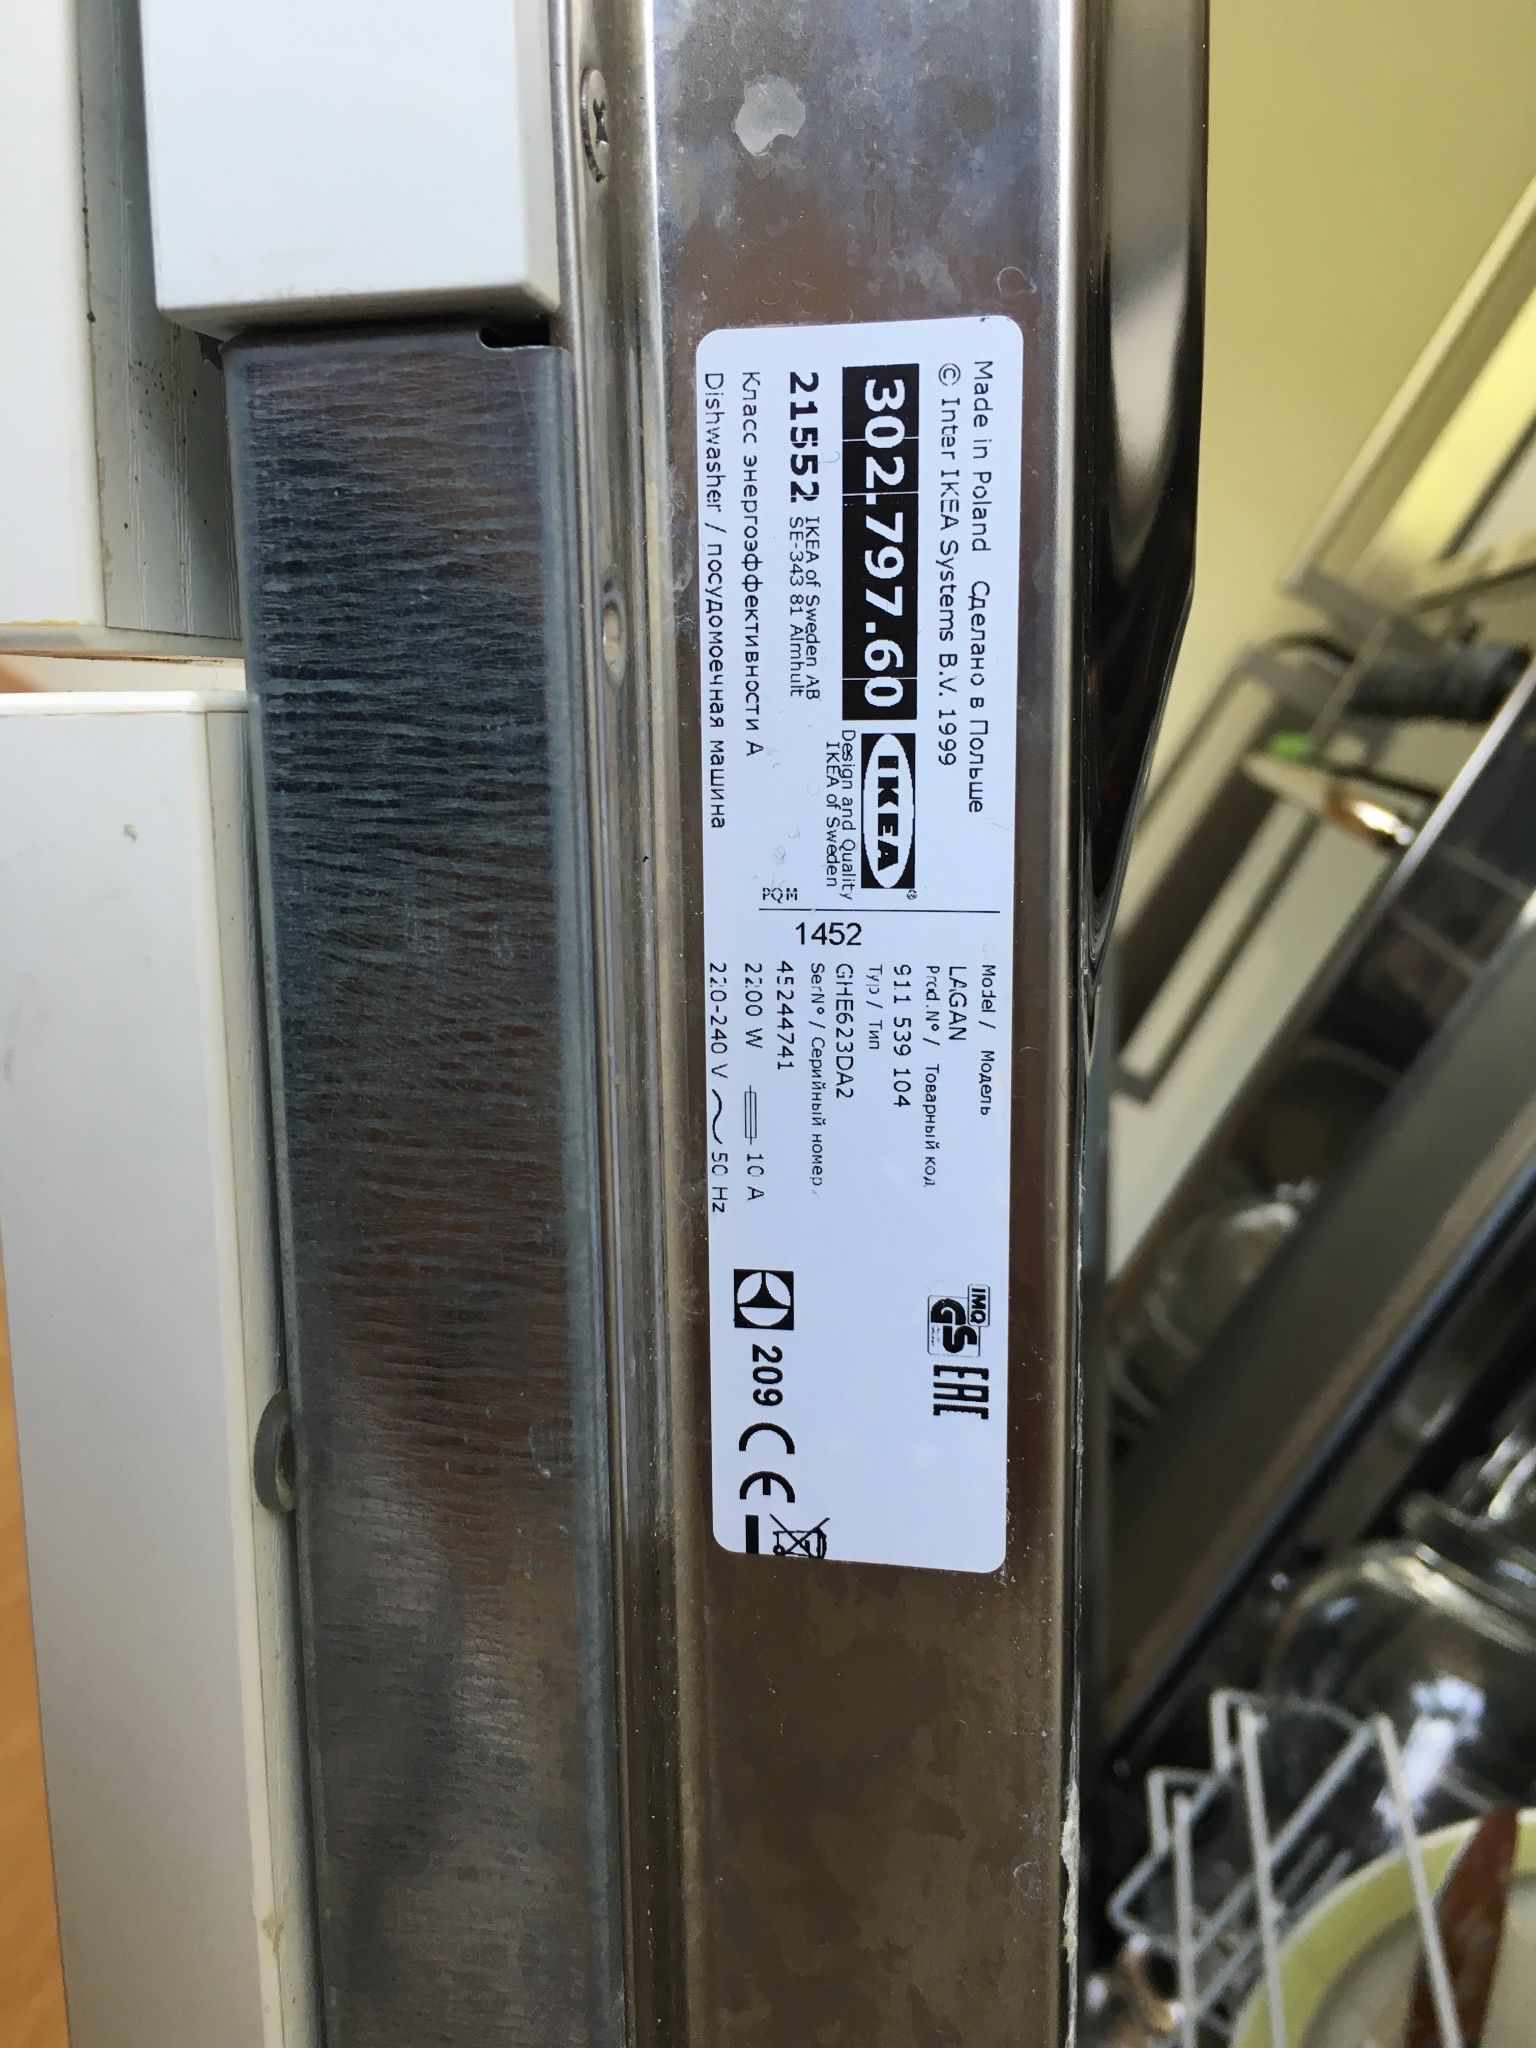 Made in Poland Сделано в Польше
© Inter IKEA Systems B.V. 1999
302.797.60
IKEA®
Design and Quality
IKEA of Sweden
21552
IKEA of Sweden AB
SE-343 81 Älmhult
Класс энергоэффективности А
Dishwasher / посудомоечная машина
1452
Model / Модель
LAGAN
Prod.N° / Товарный код
911 539 104
Typ / Тип
GHE623DA2
SerN° / Серийный номер
45244741
2200 W 10 A
220-240 V ~ 50 Hz
IMQ
GS
EAC
209 CE